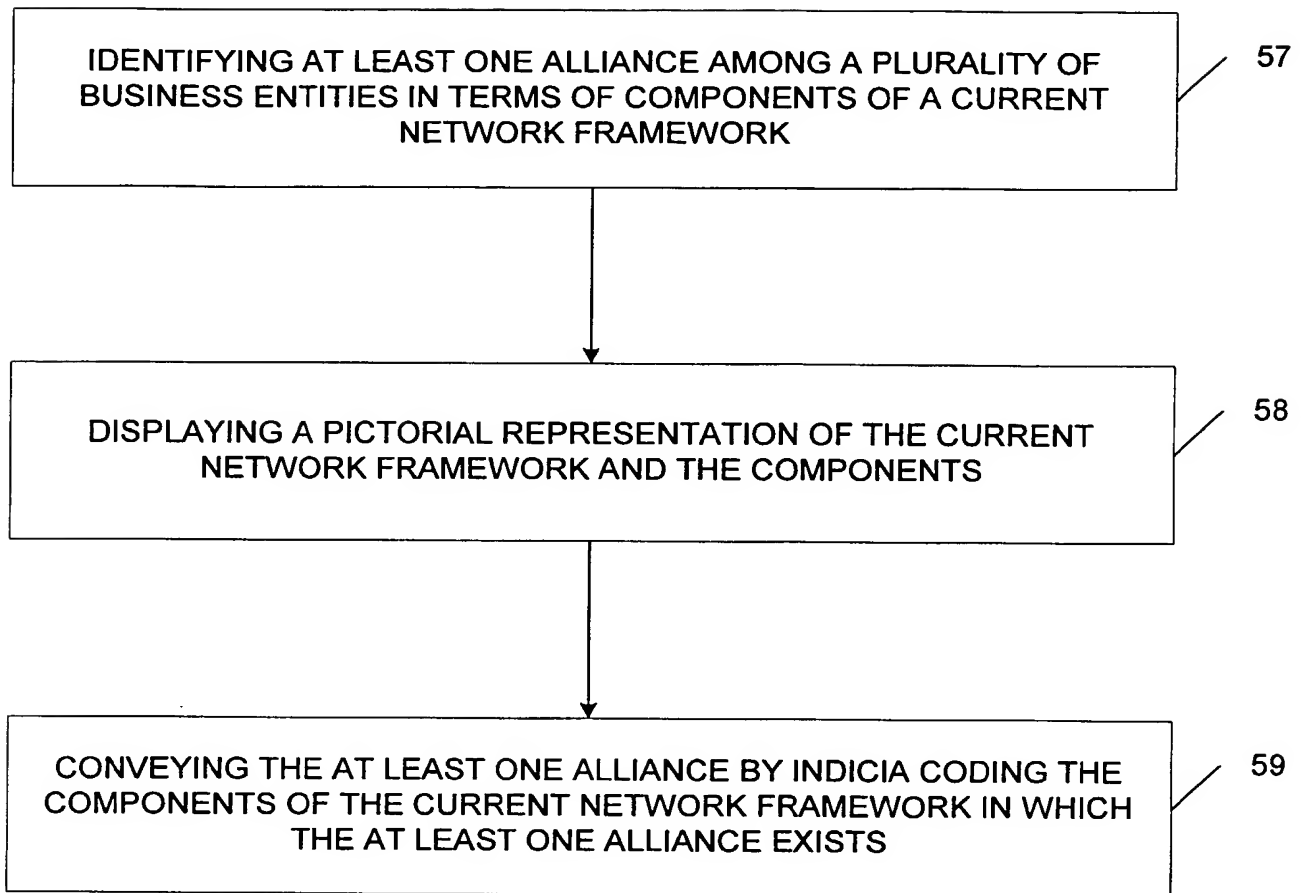 IDENTIFYING AT LEAST ONE ALLIANCE AMONG A PLURALITY OF
BUSINESS ENTITIES IN TERMS OF COMPONENTS OF A CURRENT
NETWORK FRAMEWORK
57
DISPLAYING A PICTORIAL REPRESENTATION OF THE CURRENT
NETWORK FRAMEWORK AND THE COMPONENTS
58
CONVEYING THE AT LEAST ONE ALLIANCE BY INDICIA CODING THE
COMPONENTS OF THE CURRENT NETWORK FRAMEWORK IN WHICH
THE AT LEAST ONE ALLIANCE EXISTS
59